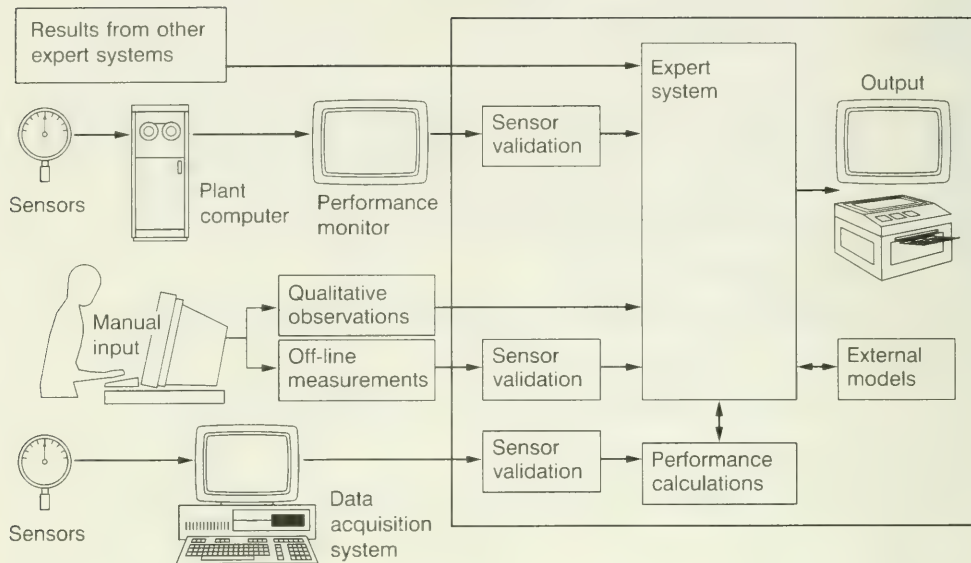 Results from other
expert systems
Expert
system
Output
Sensor
validation
Sensors
Plant
computer
Performance
monitor
Qualitative
observations
Manual
input
Off-line
measurements
Sensor
validation
External
models
Sensor
validation
Performance
calculations
Sensors
Data
acquisition
system